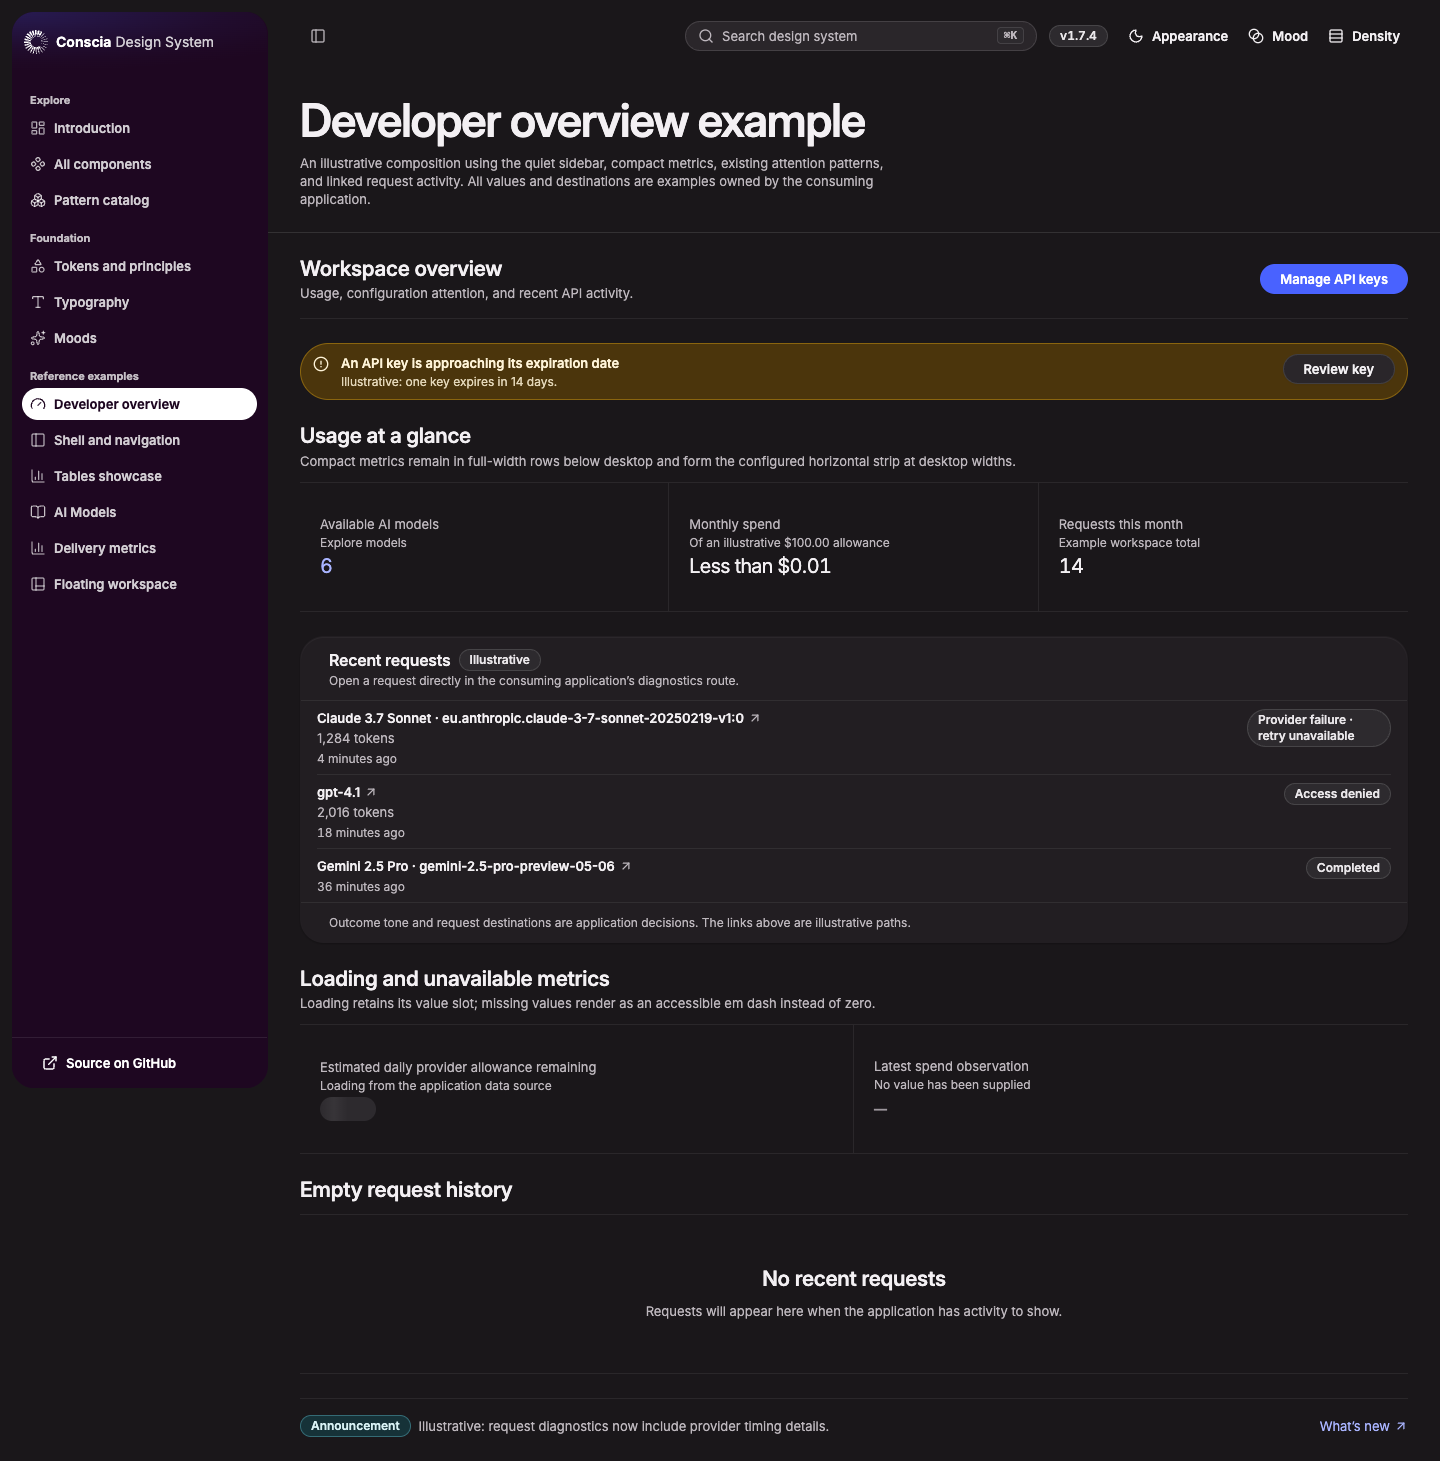 Conscia Design System
Search design system
⌘K
v1.7.4
Appearance
Mood
Density
Explore
Introduction
All components
Pattern catalog
Foundation
Tokens and principles
Typography
Moods
Reference examples
Developer overview
Shell and navigation
Tables showcase
AI Models
Delivery metrics
Floating workspace
Source on GitHub
Developer overview example
An illustrative composition using the quiet sidebar, compact metrics, existing attention patterns,
and linked request activity. All values and destinations are examples owned by the consuming
application.
Workspace overview
Usage, configuration attention, and recent API activity.
Manage API keys
An API key is approaching its expiration date
Illustrative: one key expires in 14 days.
Review key
Usage at a glance
Compact metrics remain in full-width rows below desktop and form the configured horizontal strip at desktop widths.
Available AI models
Explore models
6
Monthly spend
Of an illustrative $100.00 allowance
Less than $0.01
Requests this month
Example workspace total
14
Recent requests
Illustrative
Open a request directly in the consuming application's diagnostics route.
Claude 3.7 Sonnet · eu.anthropic.claude-3-7-sonnet-20250219-v1:0 ↗
1,284 tokens
4 minutes ago
Provider failure ·
retry unavailable
gpt-4.1 ↗
2,016 tokens
18 minutes ago
Access denied
Gemini 2.5 Pro · gemini-2.5-pro-preview-05-06 ↗
36 minutes ago
Completed
Outcome tone and request destinations are application decisions. The links above are illustrative paths.
Loading and unavailable metrics
Loading retains its value slot; missing values render as an accessible em dash instead of zero.
Estimated daily provider allowance remaining
Loading from the application data source
Latest spend observation
No value has been supplied
—
Empty request history
No recent requests
Requests will appear here when the application has activity to show.
Announcement
Illustrative: request diagnostics now include provider timing details.
What's new ↗